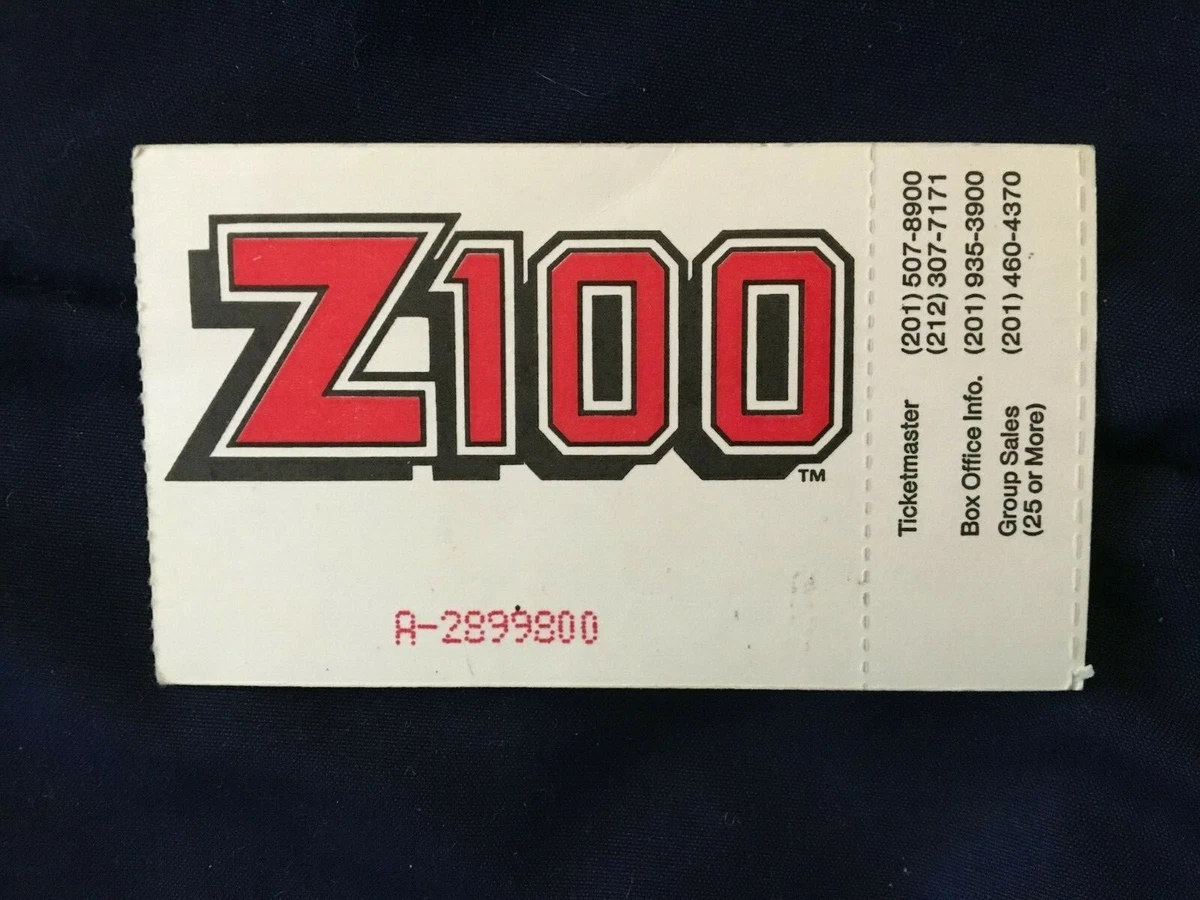 Z100
TM
A-2899800
Ticketmaster (201) 507-8900
(212) 307-7171
Box Office Info. (201) 935-3900
Group Sales (201) 460-4370
(25 or More)